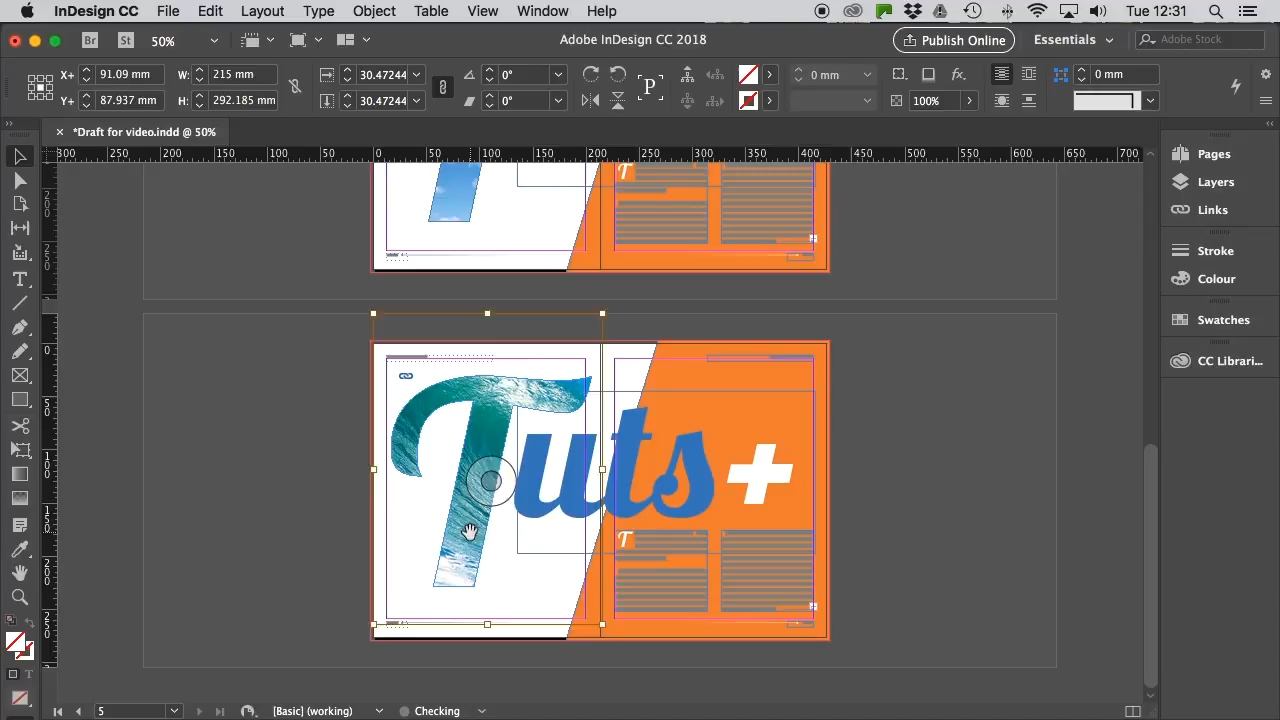 InDesign CC File Edit Layout Type Object Table View Window Help Tue 12:31
Br St 50% Adobe InDesign CC 2018 Publish Online Essentials Adobe Stock
X+ 91.09 mm W: 215 mm 30.47244 0° P 0 mm fx. 0 mm
Y+ 87.937 mm H: 292.185 mm 30.47244 0° 100%
*Draft for video.indd @ 50%
300 250 200 150 100 50 0 50 100 150 200 250 300 350 400 450 500 550 600 650 700
Pages
Layers
Links
Stroke
Colour
Swatches
CC Librari...
T
Tuts+
T
5 [Basic] (working) Checking